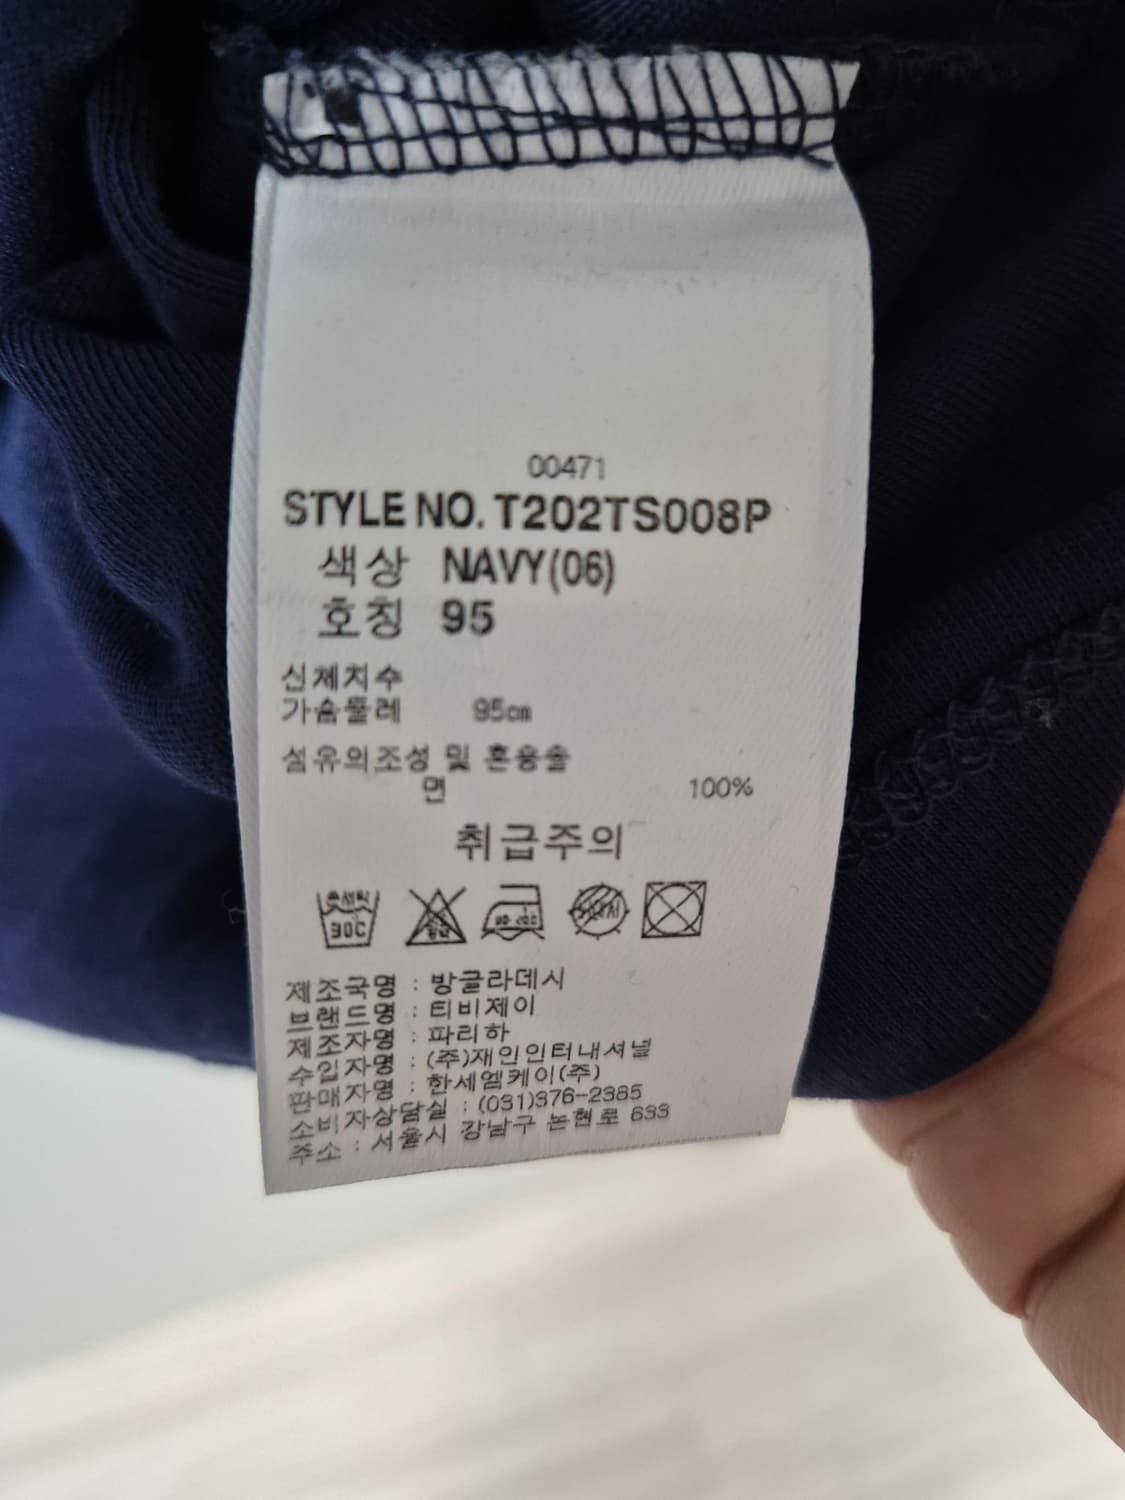 00471
STYLE NO. T202TS008P
색상 NAVY(06)
호칭 95
신체치수
가슴둘레 95cm
섬유의조성 및 혼용율
면 100%
취급주의
손세탁
30C
제조국명 : 방글라데시
브랜드명 : 티비제이
제조자명 : 파리하
수입자명 : (주)재인인터내셔널
판매자명 : 한세엠케이(주)
소비자상담실 : (031)376-2385
주소 : 서울시 강남구 논현로 633